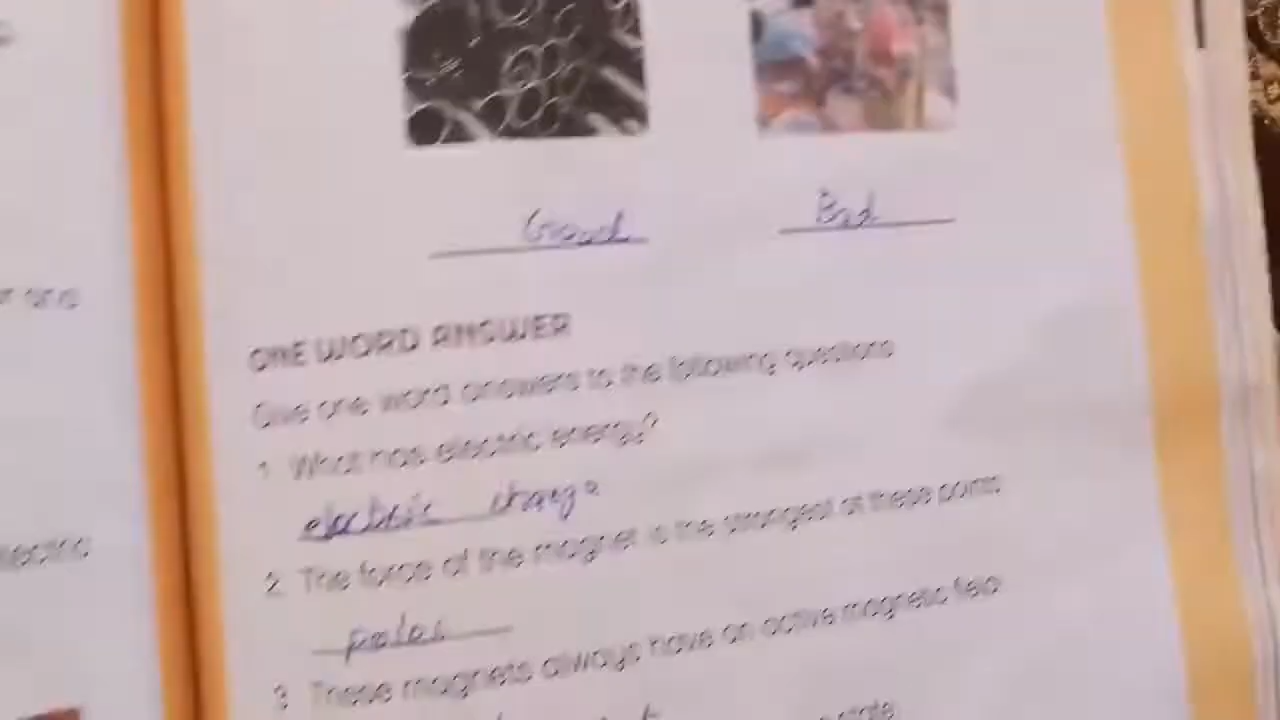 Good
Bad
ONE WORD ANSWER
Give one word answers to the following questions
1 What has electric energy?
electric charge
2 The force of the magnet is the strongest at these points
poles
3 These magnets always have an active magnetic field